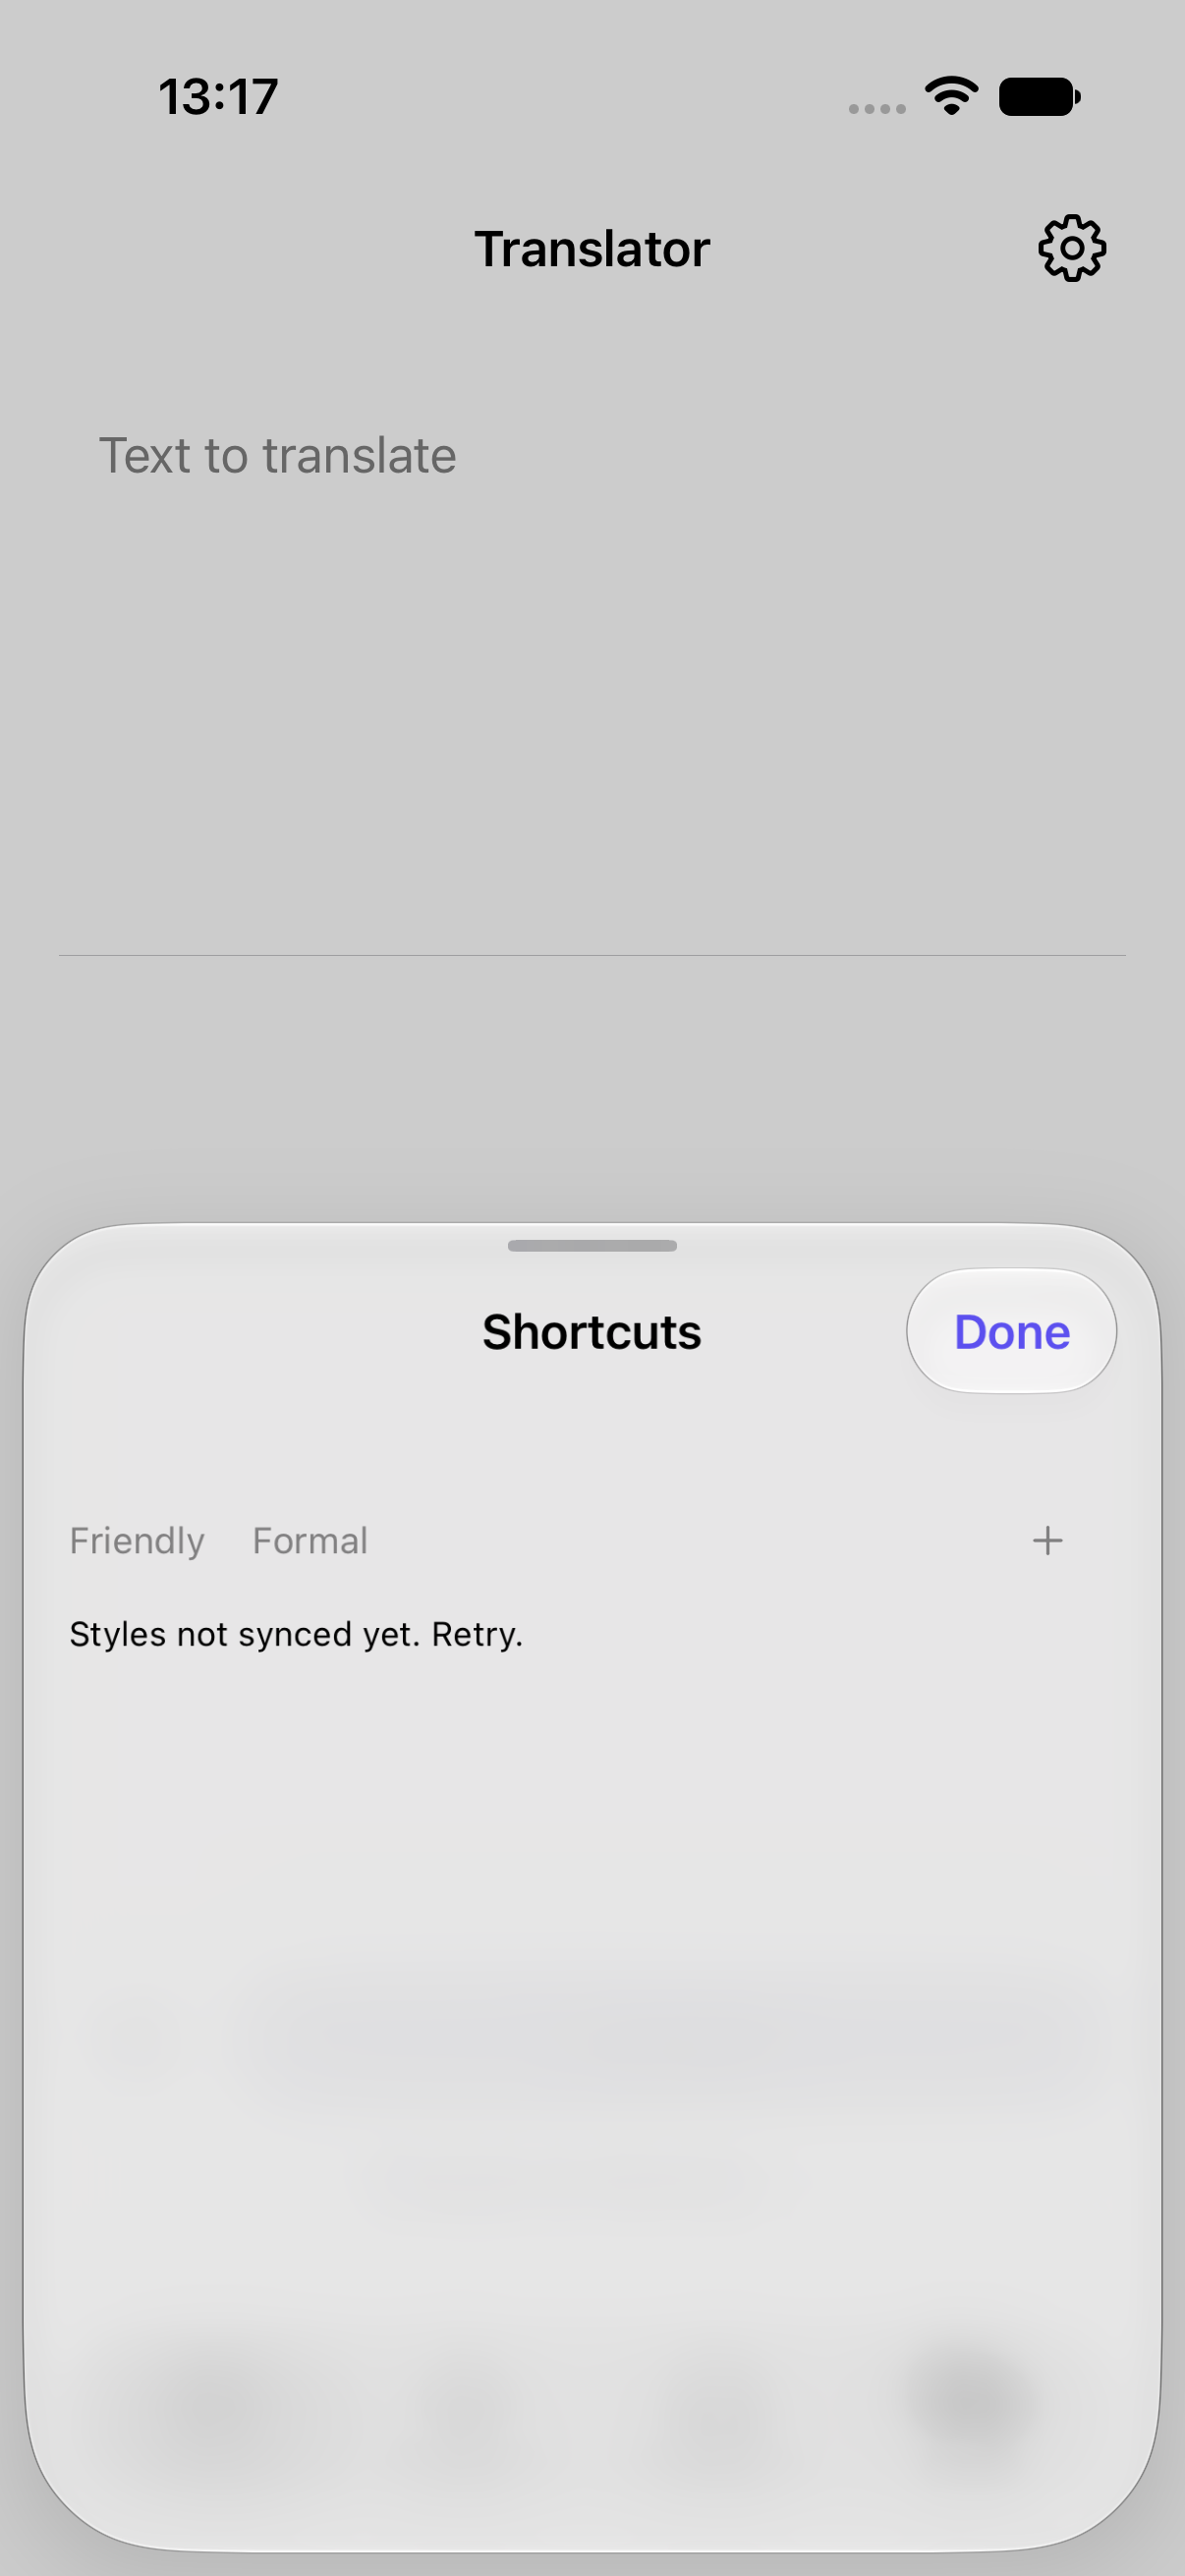 13:17
Translator
Text to translate
Shortcuts
Done
Friendly Formal
Styles not synced yet. Retry.